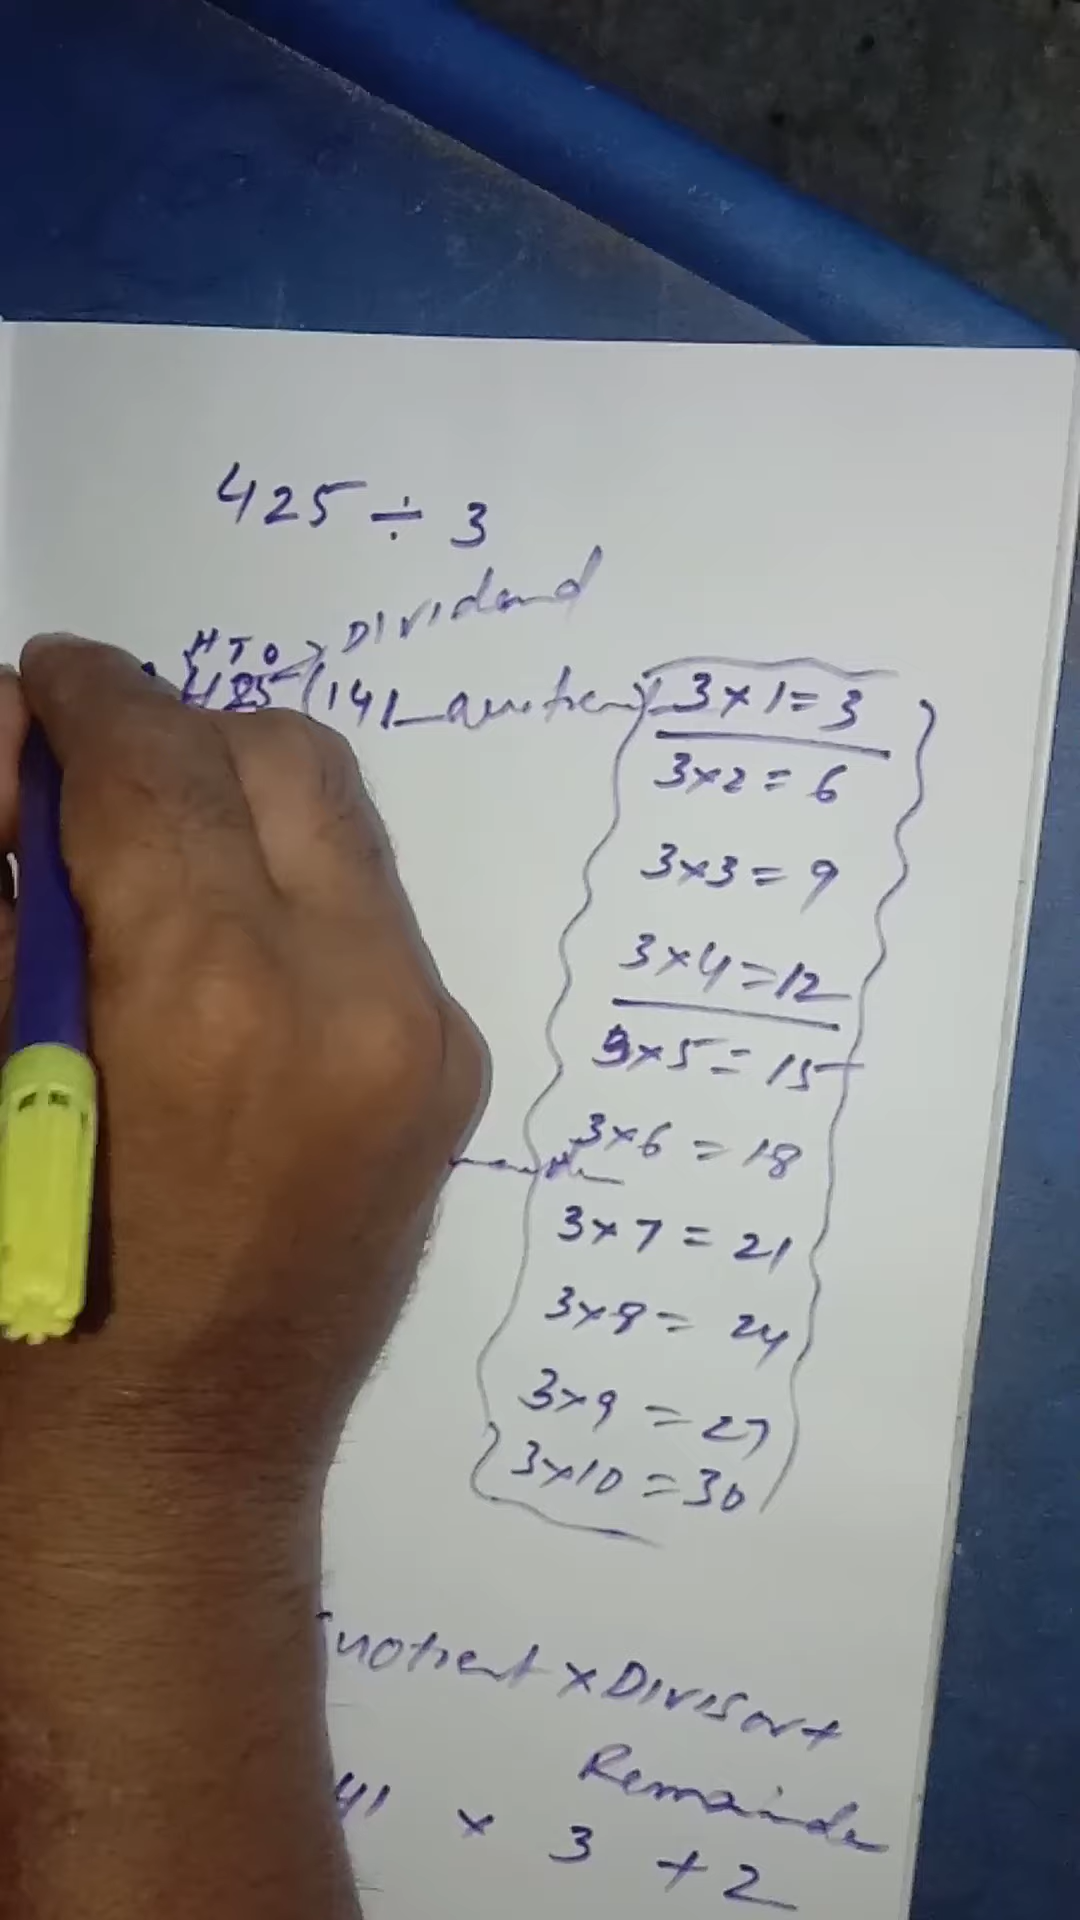 425 ÷ 3
Dividend
H T O
425 (141 Quotient
3×1=3
3×2=6
3×3=9
3×4=12
3×5=15
3×6=18
3×7=21
3×8=24
3×9=27
3×10=30
uotient × Divisor +
Remainde
41 × 3 + 2